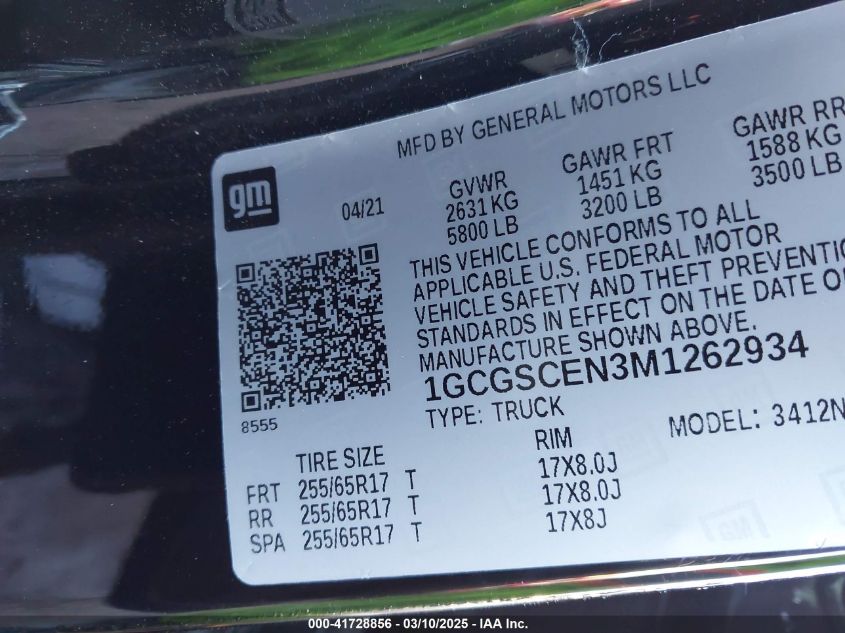 MFD BY GENERAL MOTORS LLC
gm
04/21
GVWR GAWR FRT GAWR RR
2631 KG 1451 KG 1588 KG
5800 LB 3200 LB 3500 LB
THIS VEHICLE CONFORMS TO ALL
APPLICABLE U.S. FEDERAL MOTOR
VEHICLE SAFETY AND THEFT PREVENTIO
STANDARDS IN EFFECT ON THE DATE O
MANUFACTURE SHOWN ABOVE.
1GCGSCEN3M1262934
8555
TYPE: TRUCK MODEL: 3412N
TIRE SIZE RIM
FRT 255/65R17 T 17X8.0J
RR 255/65R17 T 17X8.0J
SPA 255/65R17 T 17X8J
GM
000-41728856 — 03/10/2025 — IAA Inc.